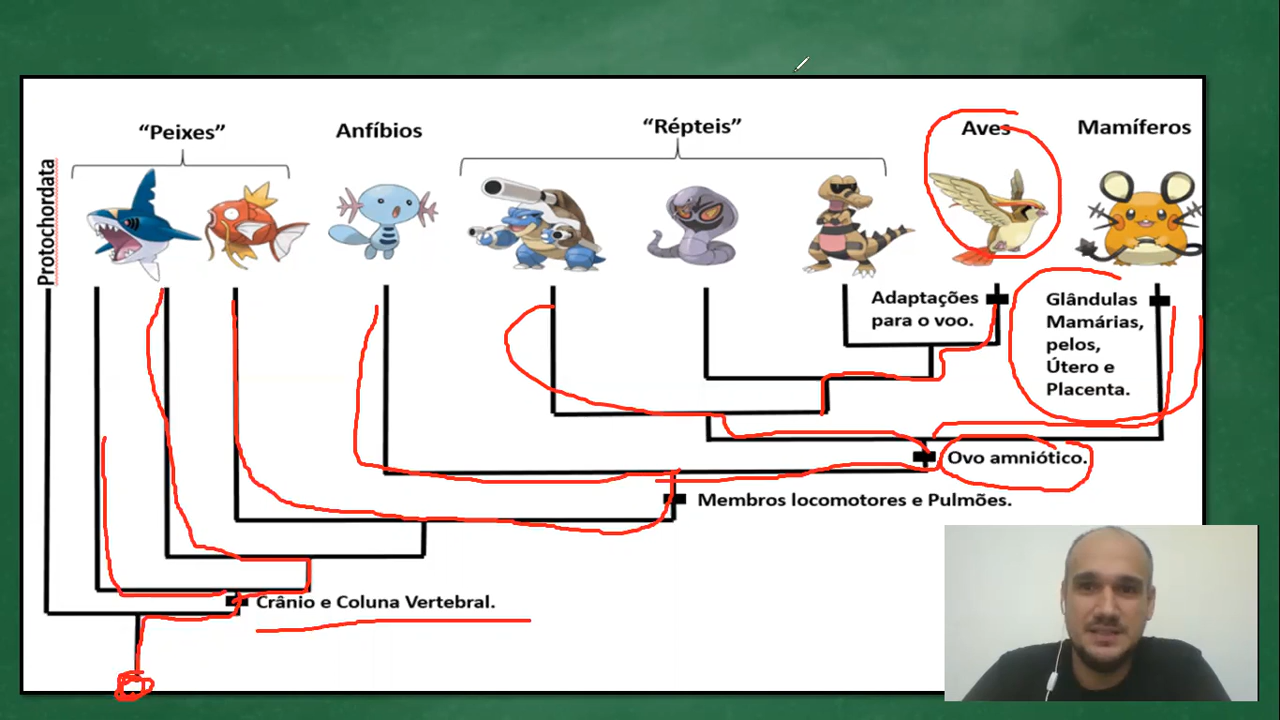 “Peixes”
Anfíbios
“Répteis”
Aves
Mamíferos
Protochordata
Adaptações
para o voo.
Glândulas
Mamárias,
pelos,
Útero e
Placenta.
Ovo amniótico.
Membros locomotores e Pulmões.
Crânio e Coluna Vertebral.